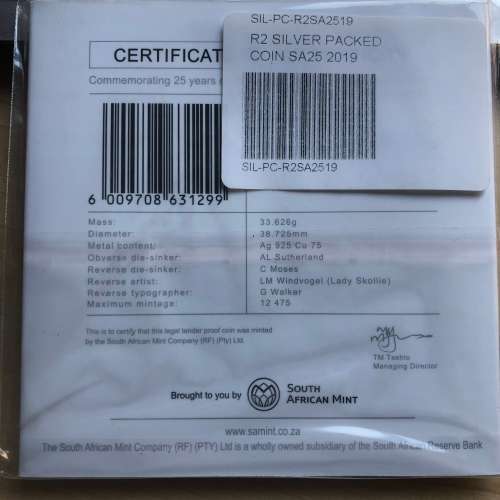 SIL-PC-R2SA2519
R2 SILVER PACKED
COIN SA25 2019
SIL-PC-R2SA2519
CERTIFICAT
Commemorating 25 years
6 009708 631299
Mass: 33.626g
Diameter: 38.725mm
Metal content: Ag 925 Cu 75
Obverse die-sinker: AL Sutherland
Reverse die-sinker: C Moses
Reverse artist: LM Windvogel (Lady Skollie)
Reverse typographer: G Walker
Maximum mintage: 12 475
This is to certify that this legal tender proof coin was minted
by the South African Mint Company (RF) (Pty) Ltd.
TM Tsehlo
Managing Director
Brought to you by
SOUTH
AFRICAN MINT
www.samint.co.za
The South African Mint Company (RF) (PTY) Ltd is a wholly owned subsidiary of the South African Reserve Bank